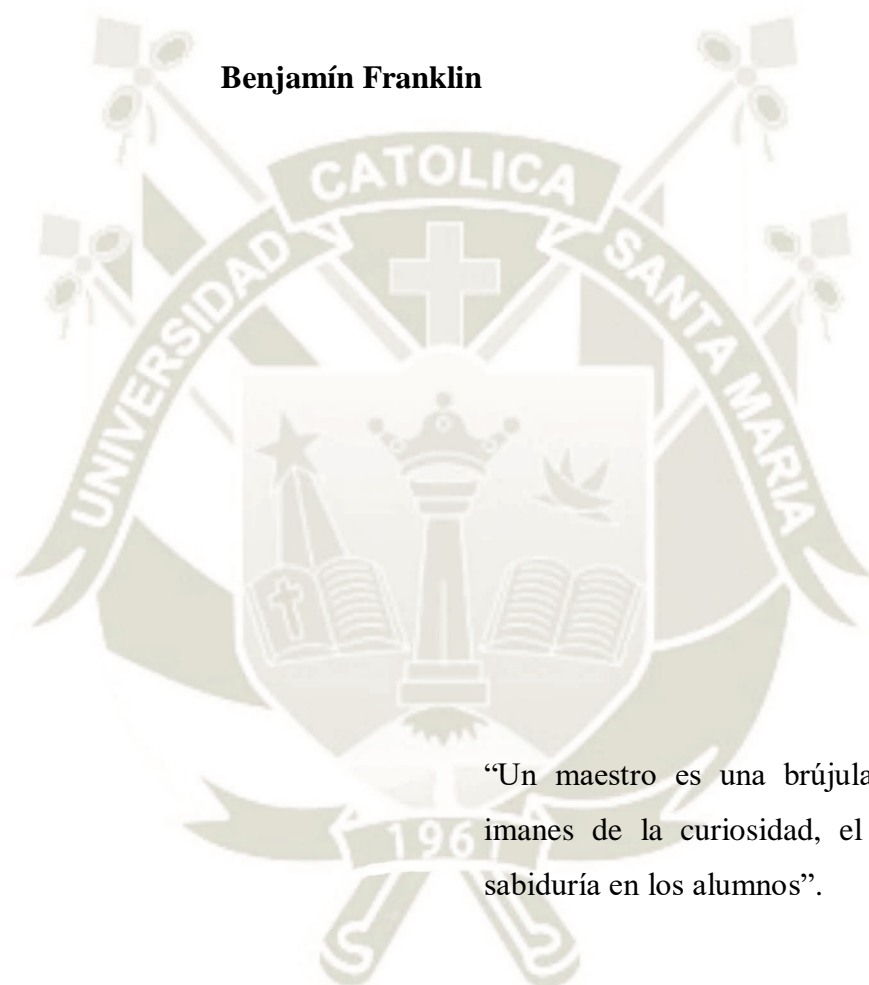 Benjamín Franklin
CATOLICA
UNIVERSIDAD
SANTA MARIA
“Un maestro es una brújula
imanes de la curiosidad, el
sabiduría en los alumnos”.
196